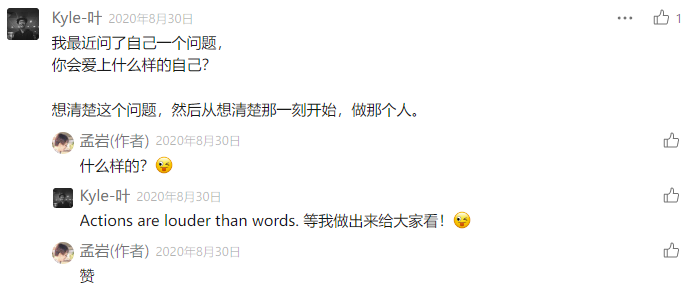 Kyle-叶 2020年8月30日 1
我最近问了自己一个问题，
你会爱上什么样的自己？
想清楚这个问题，然后从想清楚那一刻开始，做那个人。
孟岩(作者) 2020年8月30日
什么样的？😜
Kyle-叶 2020年8月30日
Actions are louder than words. 等我做出来给大家看！😜
孟岩(作者) 2020年8月30日
赞